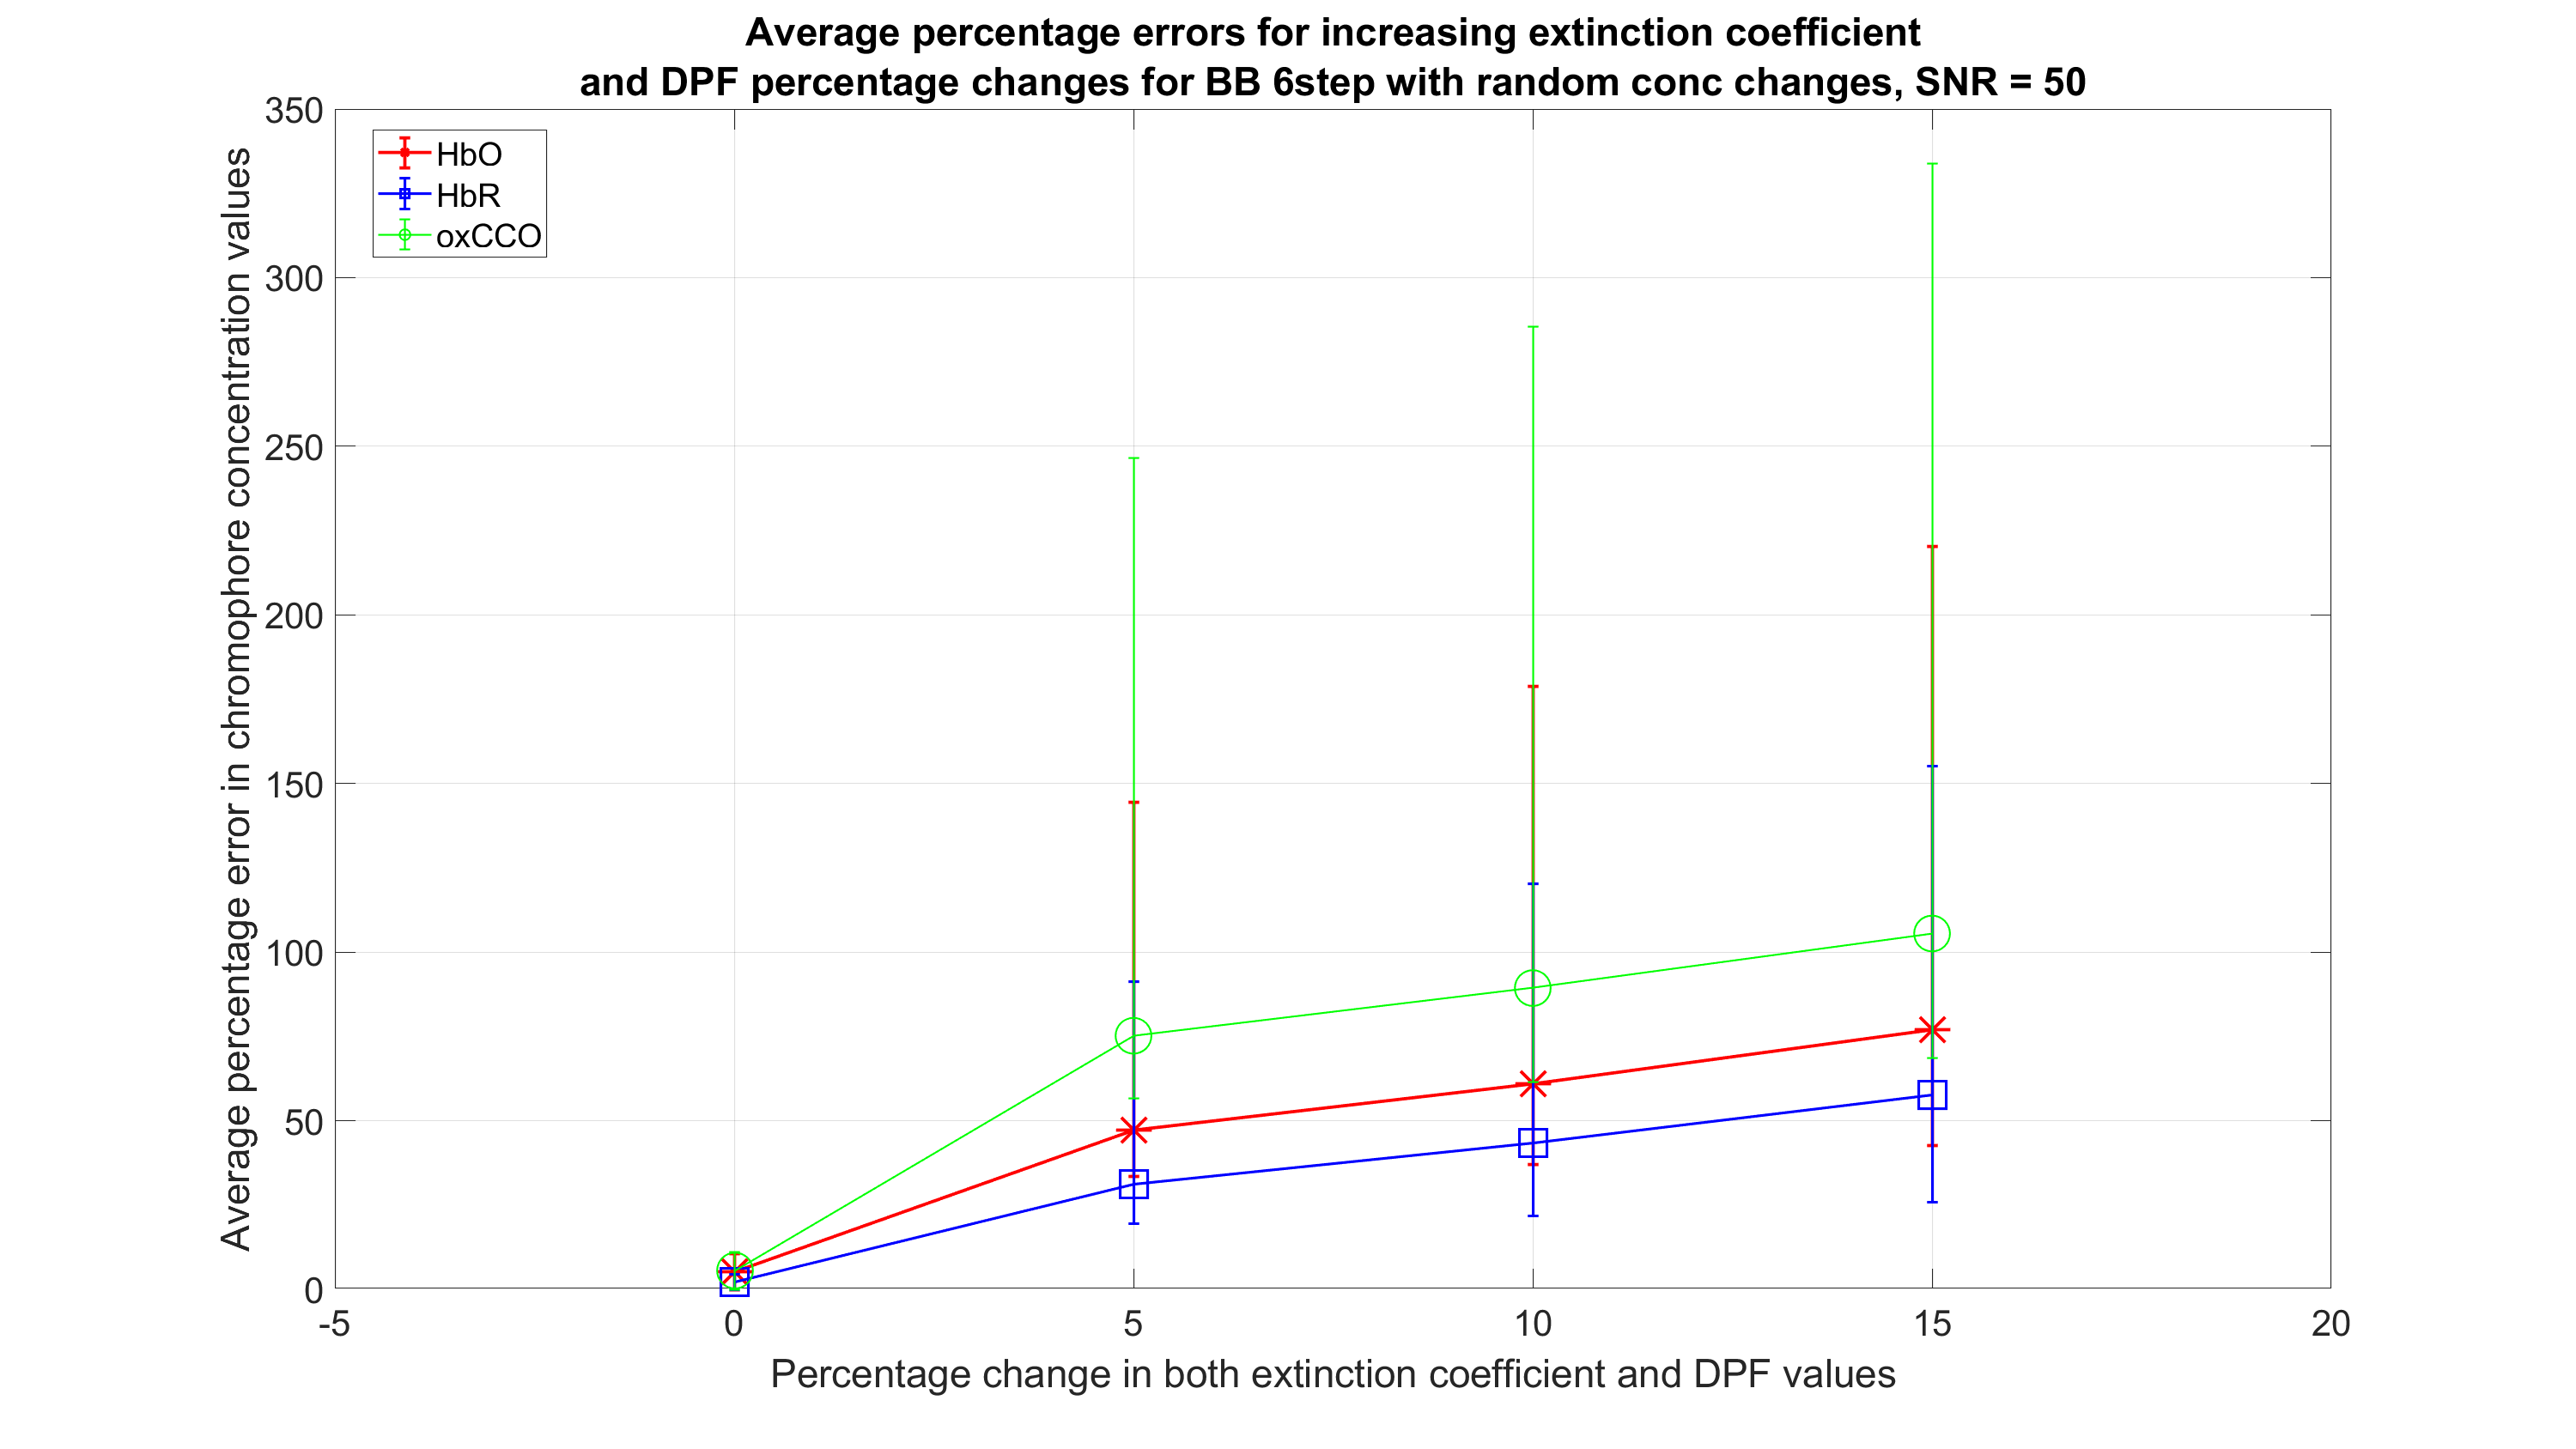 Average percentage errors for increasing extinction coefficient
and DPF percentage changes for BB 6step with random conc changes, SNR = 50
Average percentage error in chromophore concentration values
350
300
250
200
150
100
50
0
HbO
HbR
oxCCO
-5
0
5
10
15
20
Percentage change in both extinction coefficient and DPF values